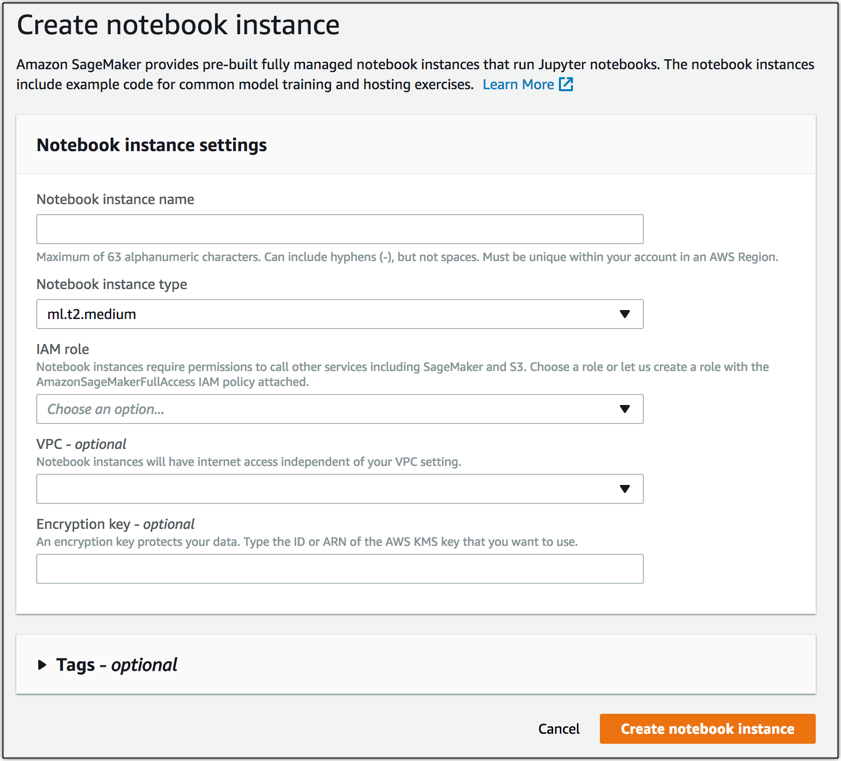 Create notebook instance
Amazon SageMaker provides pre-built fully managed notebook instances that run Jupyter notebooks. The notebook instances
include example code for common model training and hosting exercises. Learn More
Notebook instance settings
Notebook instance name
Maximum of 63 alphanumeric characters. Can include hyphens (-), but not spaces. Must be unique within your account in an AWS Region.
Notebook instance type
ml.t2.medium
IAM role
Notebook instances require permissions to call other services including SageMaker and S3. Choose a role or let us create a role with the
AmazonSageMakerFullAccess IAM policy attached.
Choose an option...
VPC - optional
Notebook instances will have internet access independent of your VPC setting.
Encryption key - optional
An encryption key protects your data. Type the ID or ARN of the AWS KMS key that you want to use.
Tags - optional
Cancel
Create notebook instance